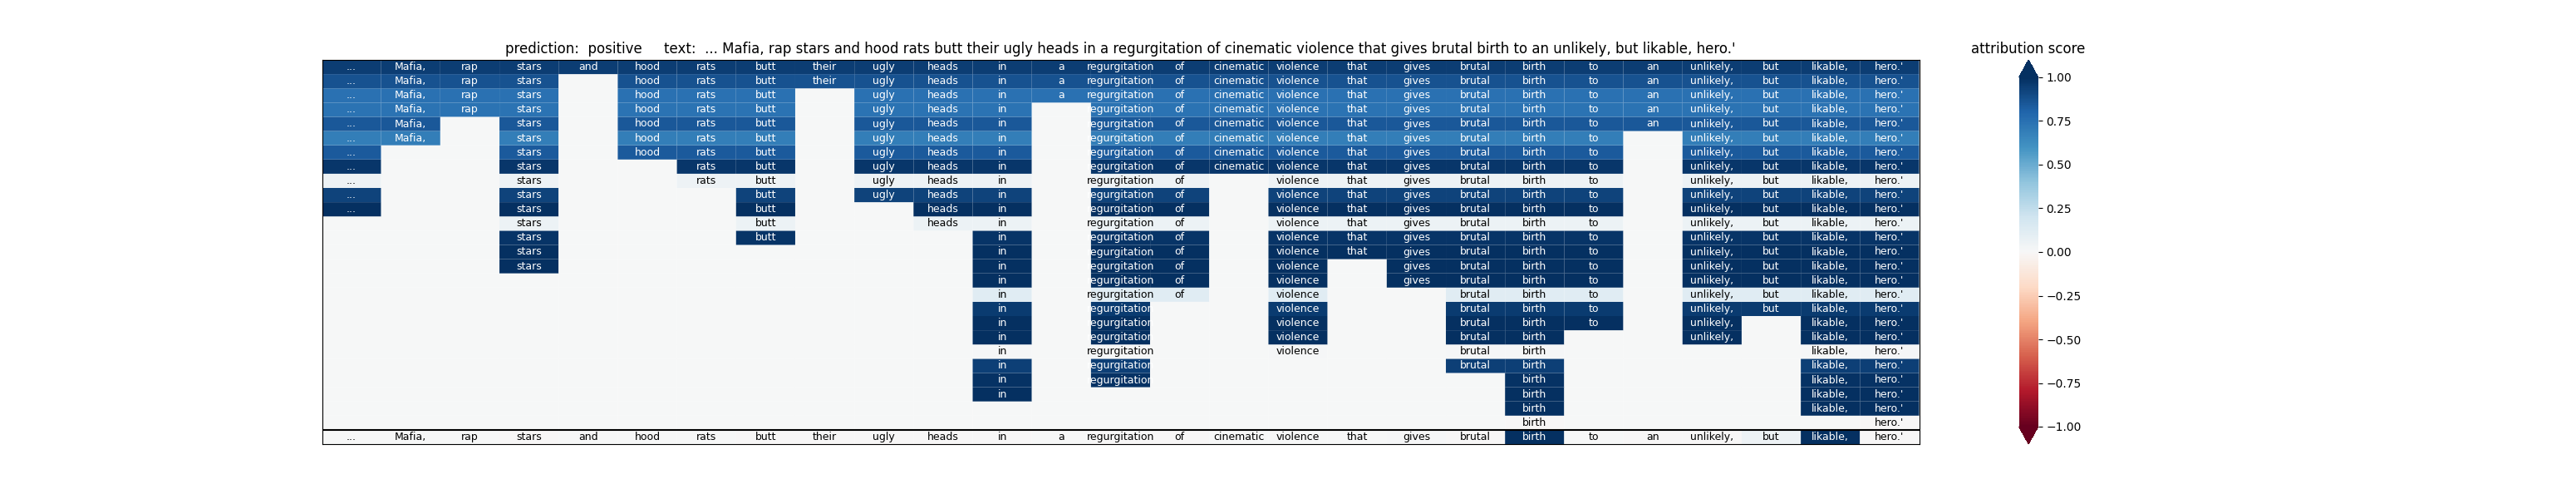 prediction: positive text: ... Mafia, rap stars and hood rats butt their ugly heads in a regurgitation of cinematic violence that gives brutal birth to an unlikely, but likable, hero.'
attribution score
... Mafia, rap stars and hood rats butt their ugly heads in a regurgitation of cinematic violence that gives brutal birth to an unlikely, but likable, hero.'
... Mafia, rap stars hood rats butt their ugly heads in a regurgitation of cinematic violence that gives brutal birth to an unlikely, but likable, hero.'
... Mafia, rap stars hood rats butt ugly heads in a regurgitation of cinematic violence that gives brutal birth to an unlikely, but likable, hero.'
... Mafia, rap stars hood rats butt ugly heads in egurgitation of cinematic violence that gives brutal birth to an unlikely, but likable, hero.'
... Mafia, stars hood rats butt ugly heads in egurgitation of cinematic violence that gives brutal birth to an unlikely, but likable, hero.'
... Mafia, stars hood rats butt ugly heads in egurgitation of cinematic violence that gives brutal birth to unlikely, but likable, hero.'
... stars hood rats butt ugly heads in egurgitation of cinematic violence that gives brutal birth to unlikely, but likable, hero.'
... stars rats butt ugly heads in egurgitation of cinematic violence that gives brutal birth to unlikely, but likable, hero.'
... stars rats butt ugly heads in regurgitation of violence that gives brutal birth to unlikely, but likable, hero.'
... stars butt ugly heads in egurgitation of violence that gives brutal birth to unlikely, but likable, hero.'
... stars butt heads in egurgitation of violence that gives brutal birth to unlikely, but likable, hero.'
stars butt heads in regurgitation of violence that gives brutal birth to unlikely, but likable, hero.'
stars butt in egurgitation of violence that gives brutal birth to unlikely, but likable, hero.'
stars in egurgitation of violence that gives brutal birth to unlikely, but likable, hero.'
stars in egurgitation of violence gives brutal birth to unlikely, but likable, hero.'
in egurgitation of violence gives brutal birth to unlikely, but likable, hero.'
in regurgitation of violence brutal birth to unlikely, but likable, hero.'
in egurgitation violence brutal birth to unlikely, but likable, hero.'
in egurgitation violence brutal birth to unlikely, likable, hero.'
in egurgitation violence brutal birth unlikely, likable, hero.'
in regurgitation violence brutal birth likable, hero.'
in egurgitation brutal birth likable, hero.'
in egurgitation birth likable, hero.'
in birth likable, hero.'
birth likable, hero.'
birth hero.'
... Mafia, rap stars and hood rats butt their ugly heads in a regurgitation of cinematic violence that gives brutal birth to an unlikely, but likable, hero.'
1.00
0.75
0.50
0.25
0.00
−0.25
−0.50
−0.75
−1.00